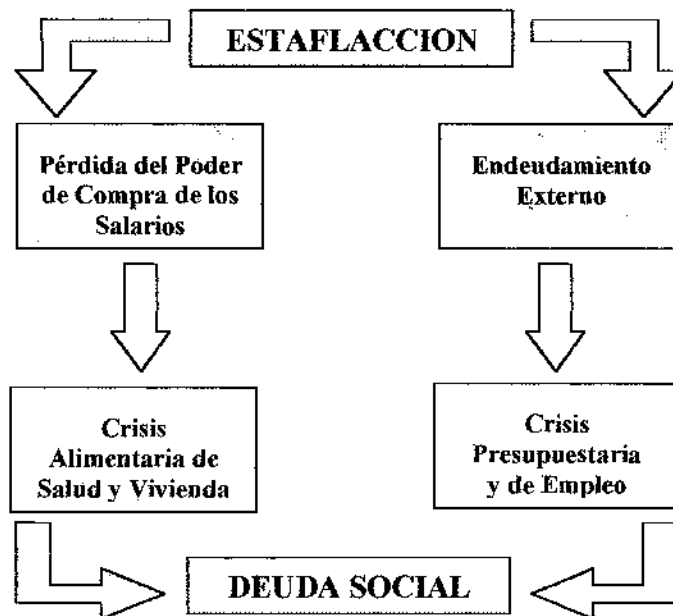 ESTAFLACCION
Pérdida del Poder
de Compra de los
Salarios
Endeudamiento
Externo
Crisis
Alimentaria de
Salud y Vivienda
Crisis
Presupuestaria
y de Empleo
DEUDA SOCIAL